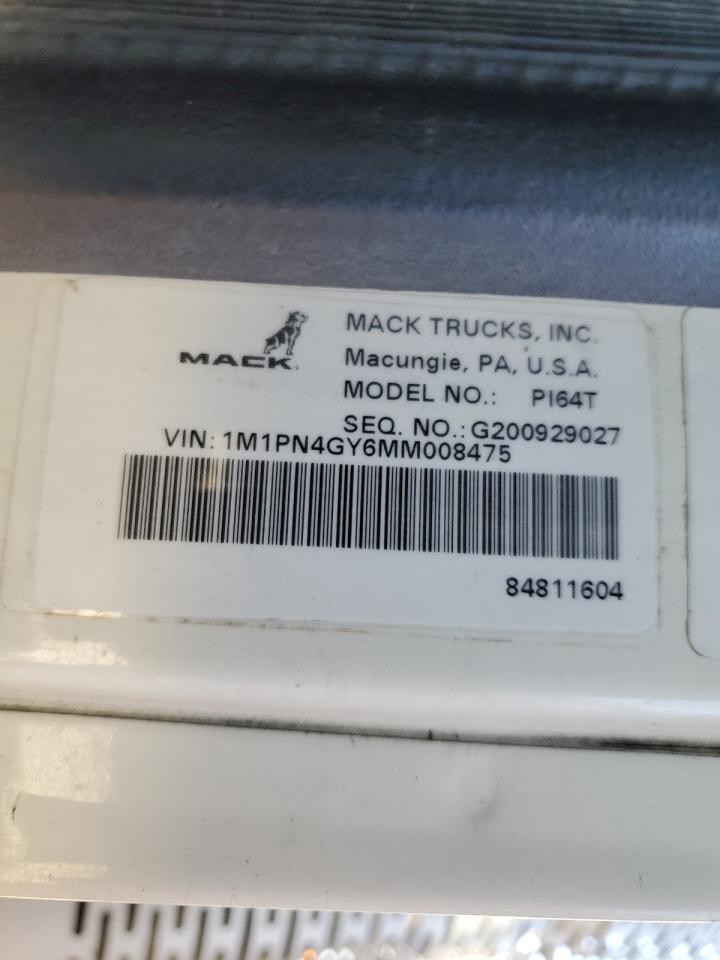 MACK
MACK TRUCKS, INC.
Macungie, PA, U.S.A.
MODEL NO.: PI64T
SEQ. NO.: G200929027
VIN: 1M1PN4GY6MM008475
84811604